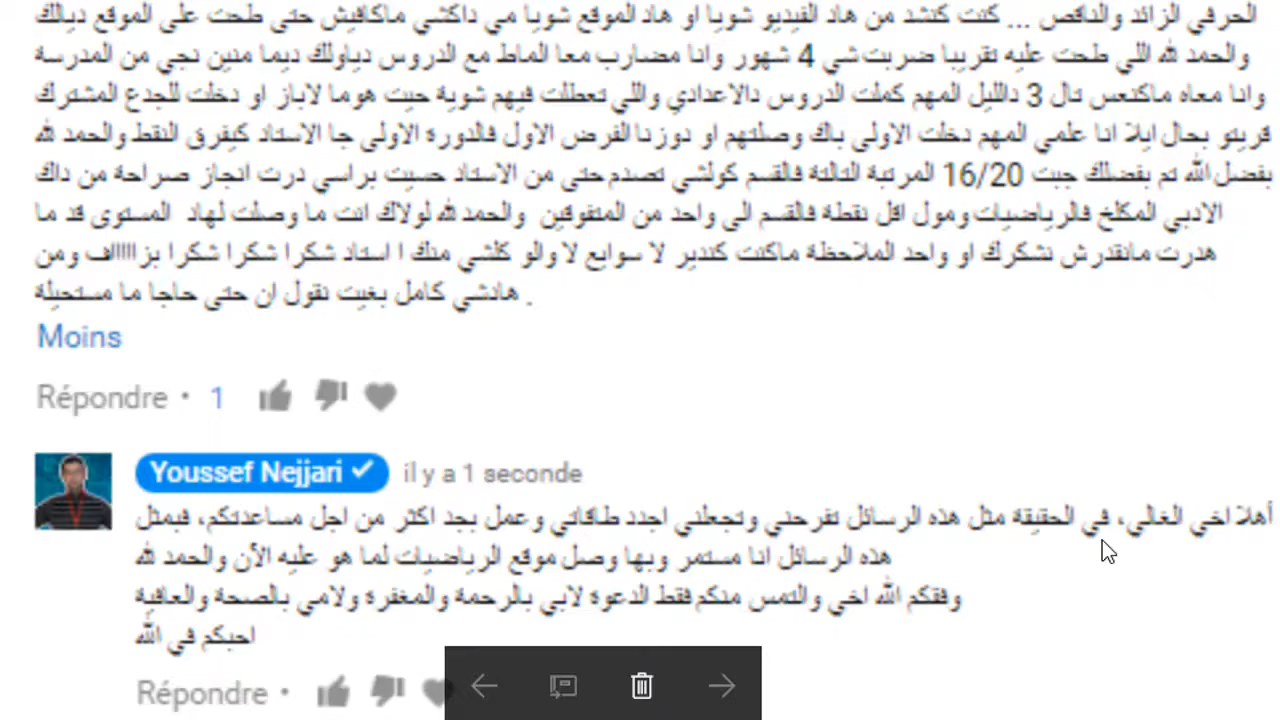 الحرفي الزائد والناقص ... كنت كنشد من هاد الفيديو شويا او هاد الموقع شويا مي داكشي ماكافيش حتى طحت على الموقع ديالك
والحمد لله اللي طحت عليه تقريبا ضربت شي 4 شهور وانا مضارب معا الماط مع الدروس دياولك ديما منين نجي من المدرسة
وانا معاه ماكنعس تال 3 دالليل المهم كملت الدروس دالاعدادي واللي تعطلت فيهم شوية حيت هوما لاباز او دخلت للجدع المشترك
قريتو بحال ايلا انا علمي المهم دخلت الاولى باك وصلتهم او دوزنا الفرض الاول فالدورة الاولى جا الاستاد كيفرق النقط والحمد لله
بفضل الله تم بفضلك جبت 16/20 المرتبة التالتة فالقسم كولشي تصدم حتى من الاستاد حسيت براسي درت انجاز صراحة من داك
الادبي المكلخ فالرياضيات ومول اقل نقطة فالقسم الى واحد من المتفوقين والحمد لله لولاك انت ما وصلت لهاد المستوى قد ما
هدرت مانقدرش نشكرك او واحد الملاحظة ماكنت كندير لا سوايع لا والو كلشي منك ا استاد شكرا شكرا شكرا بزاااااف ومن
هادشي كامل بغيت نقول ان حتى حاجا ما مستحيلة .
Moins
Répondre • 1
Youssef Nejjari il y a 1 seconde
أهلا اخي الغالي، في الحقيقة مثل هذه الرسائل تفرحني وتجعلني اجدد طاقاتي وعمل بجد اكثر من اجل مساعدتكم، فبمثل
هذه الرسائل انا مستمر وبها وصل موقع الرياضيات لما هو عليه الأن والحمد لله
وفقكم الله اخي والتمس منكم فقط الدعوة لابي بالرحمة والمغفرة ولامي بالصحة والعافية
احبكم في الله
Répondre •